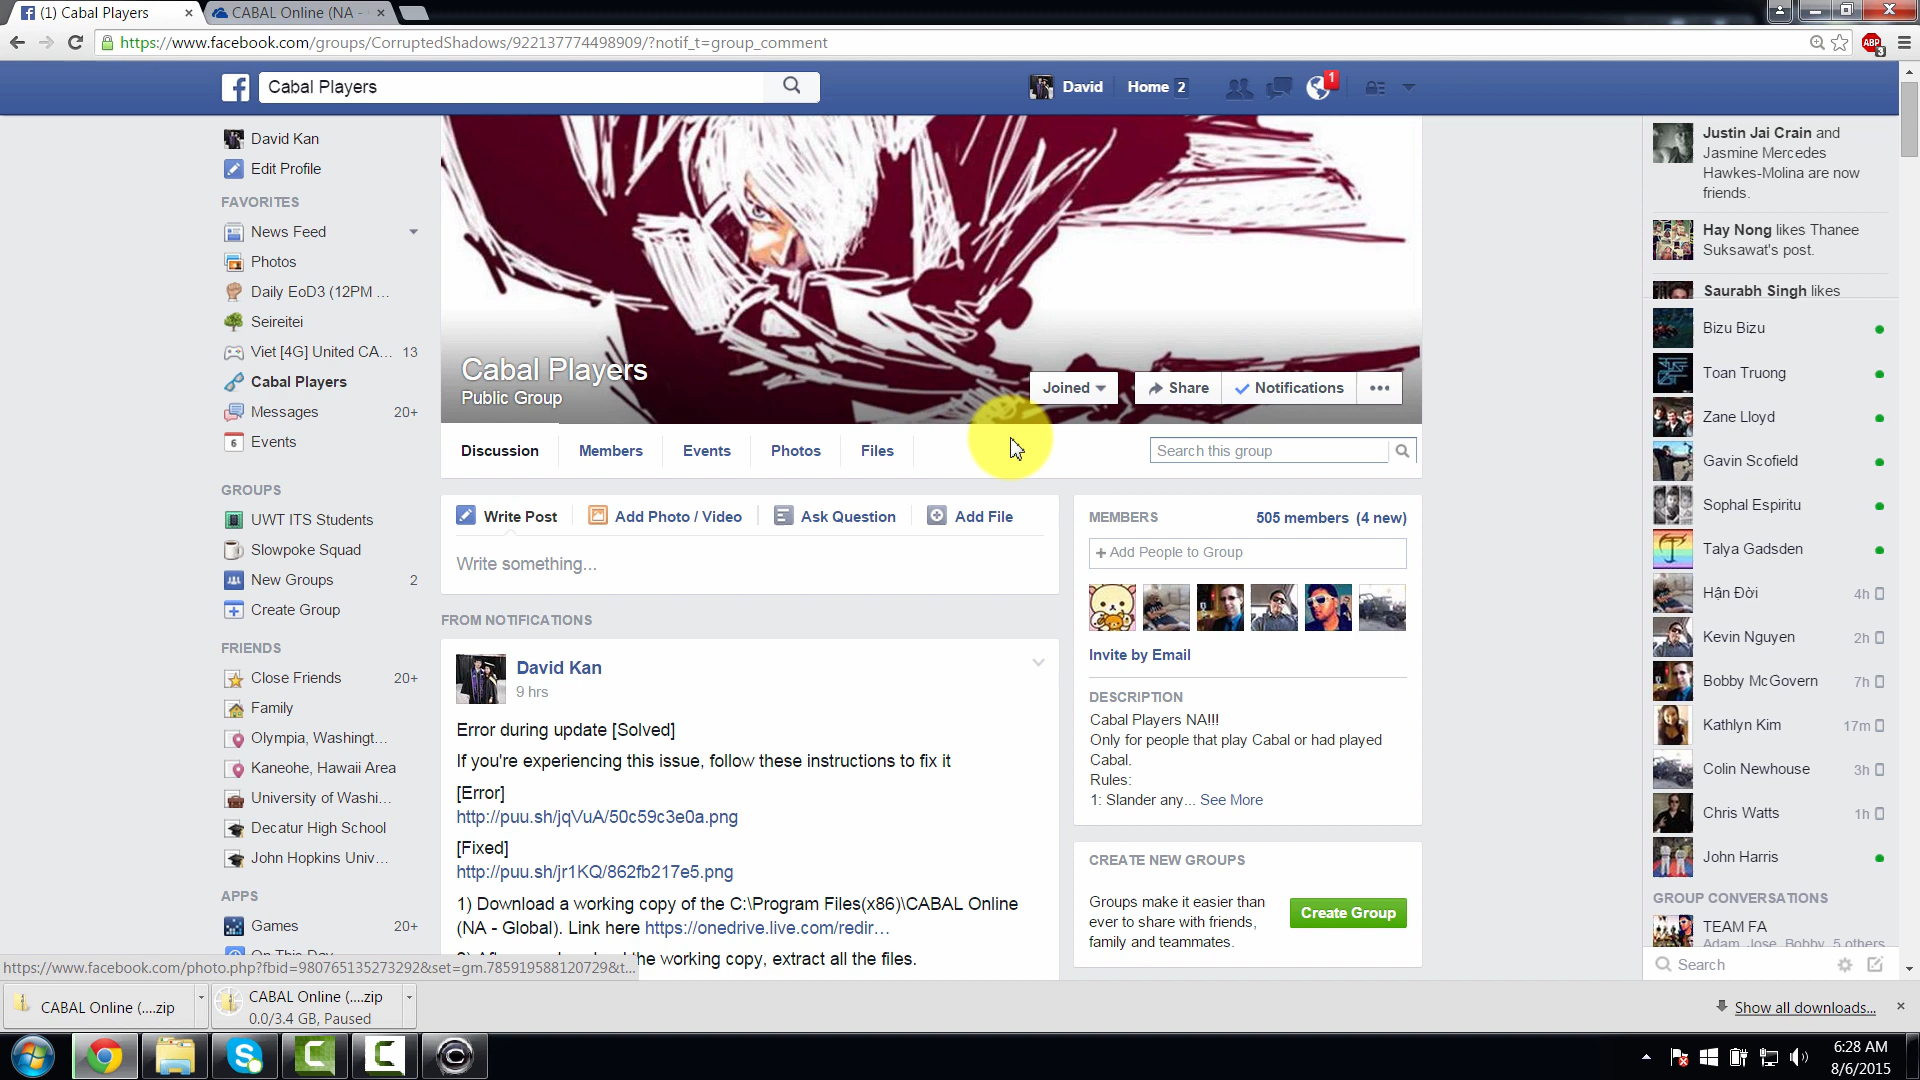 (1) Cabal Players
CABAL Online (NA -
https://www.facebook.com/groups/CorruptedShadows/922137774498909/?notif_t=group_comment
ABP
3
Cabal Players
David
Home 2
1
David Kan
Edit Profile
FAVORITES
News Feed
Photos
Daily EoD3 (12PM ...
Seireitei
Viet [4G] United CA... 13
Cabal Players
Messages 20+
6
Events
GROUPS
UWT ITS Students
Slowpoke Squad
New Groups 2
Create Group
FRIENDS
Close Friends 20+
Family
Olympia, Washingt...
Kaneohe, Hawaii Area
University of Washi...
Decatur High School
John Hopkins Univ...
APPS
Games 20+
On This Day
Cabal Players
Public Group
Joined
Share
Notifications
Discussion
Members
Events
Photos
Files
Search this group
Write Post
Add Photo / Video
Ask Question
Add File
Write something...
FROM NOTIFICATIONS
David Kan
9 hrs
Error during update [Solved]
If you're experiencing this issue, follow these instructions to fix it
[Error]
http://puu.sh/jqVuA/50c59c3e0a.png
[Fixed]
http://puu.sh/jr1KQ/862fb217e5.png
1) Download a working copy of the C:\Program Files(x86)\CABAL Online
(NA - Global). Link here https://onedrive.live.com/redir…
the working copy, extract all the files.
MEMBERS
505 members (4 new)
+ Add People to Group
Invite by Email
DESCRIPTION
Cabal Players NA!!!
Only for people that play Cabal or had played
Cabal.
Rules:
1: Slander any... See More
CREATE NEW GROUPS
Groups make it easier than
ever to share with friends,
family and teammates.
Create Group
Justin Jai Crain and
Jasmine Mercedes
Hawkes-Molina are now
friends.
Hay Nong likes Thanee
Suksawat's post.
Saurabh Singh likes
Bizu Bizu
Toan Truong
Zane Lloyd
Gavin Scofield
Sophal Espiritu
Talya Gadsden
Hận Đời 4h
Kevin Nguyen 2h
Bobby McGovern 7h
Kathlyn Kim 17m
Colin Newhouse 3h
Chris Watts 1h
John Harris
GROUP CONVERSATIONS
TEAM FA
Adam, Jose, Bobby, 5 others
Search
https://www.facebook.com/photo.php?fbid=980765135273292&set=gm.785919588120729&t...
CABAL Online (....zip
CABAL Online (....zip
0.0/3.4 GB, Paused
Show all downloads...
6:28 AM
8/6/2015